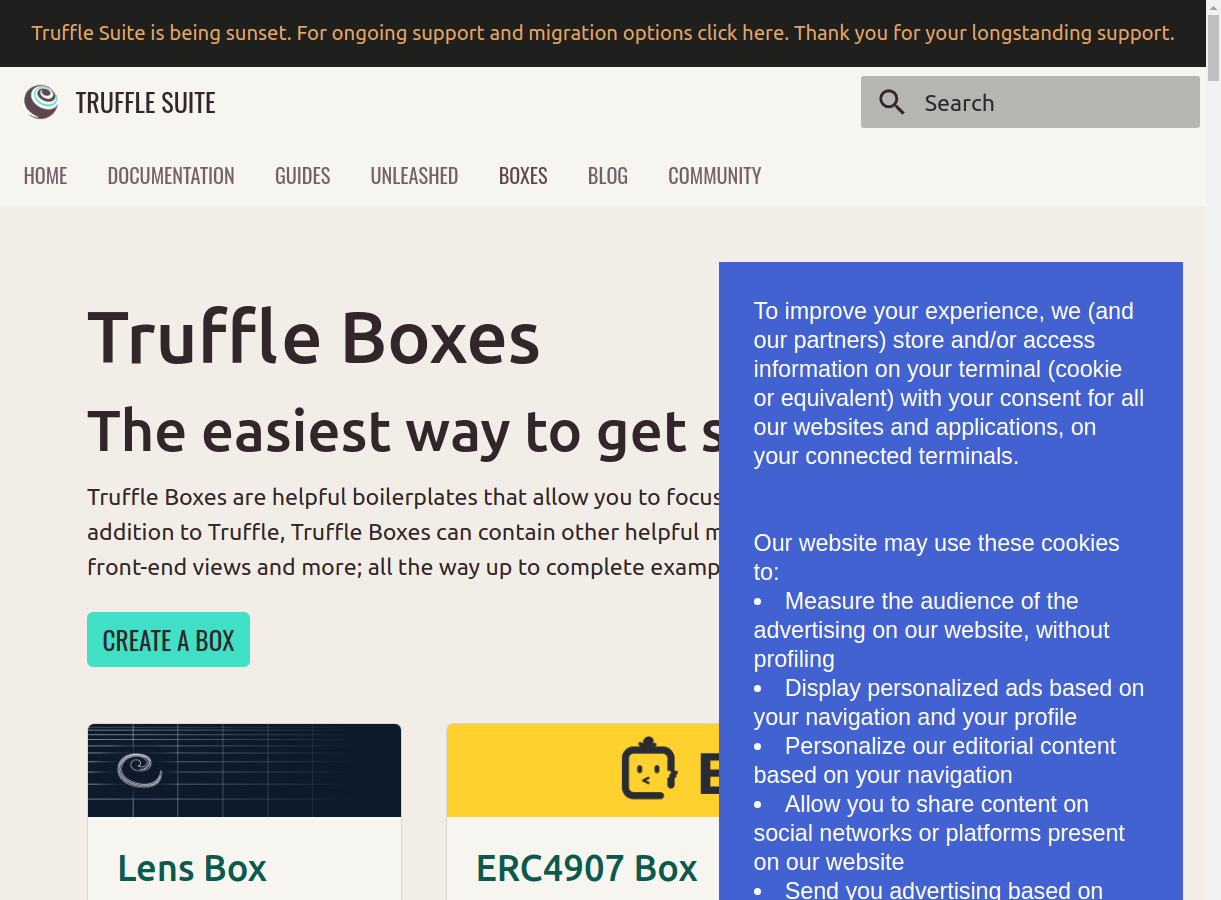 Truffle Suite is being sunset. For ongoing support and migration options click here. Thank you for your longstanding support.
TRUFFLE SUITE
Search
HOME DOCUMENTATION GUIDES UNLEASHED BOXES BLOG COMMUNITY
Truffle Boxes
The easiest way to get s
Truffle Boxes are helpful boilerplates that allow you to focus
addition to Truffle, Truffle Boxes can contain other helpful
front-end views and more; all the way up to complete examp
CREATE A BOX
Lens Box
E
ERC4907 Box
To improve your experience, we (and
our partners) store and/or access
information on your terminal (cookie
or equivalent) with your consent for all
our websites and applications, on
your connected terminals.
Our website may use these cookies
to:
• Measure the audience of the
advertising on our website, without
profiling
• Display personalized ads based on
your navigation and your profile
• Personalize our editorial content
based on your navigation
• Allow you to share content on
social networks or platforms present
on our website
• Send you advertising based on